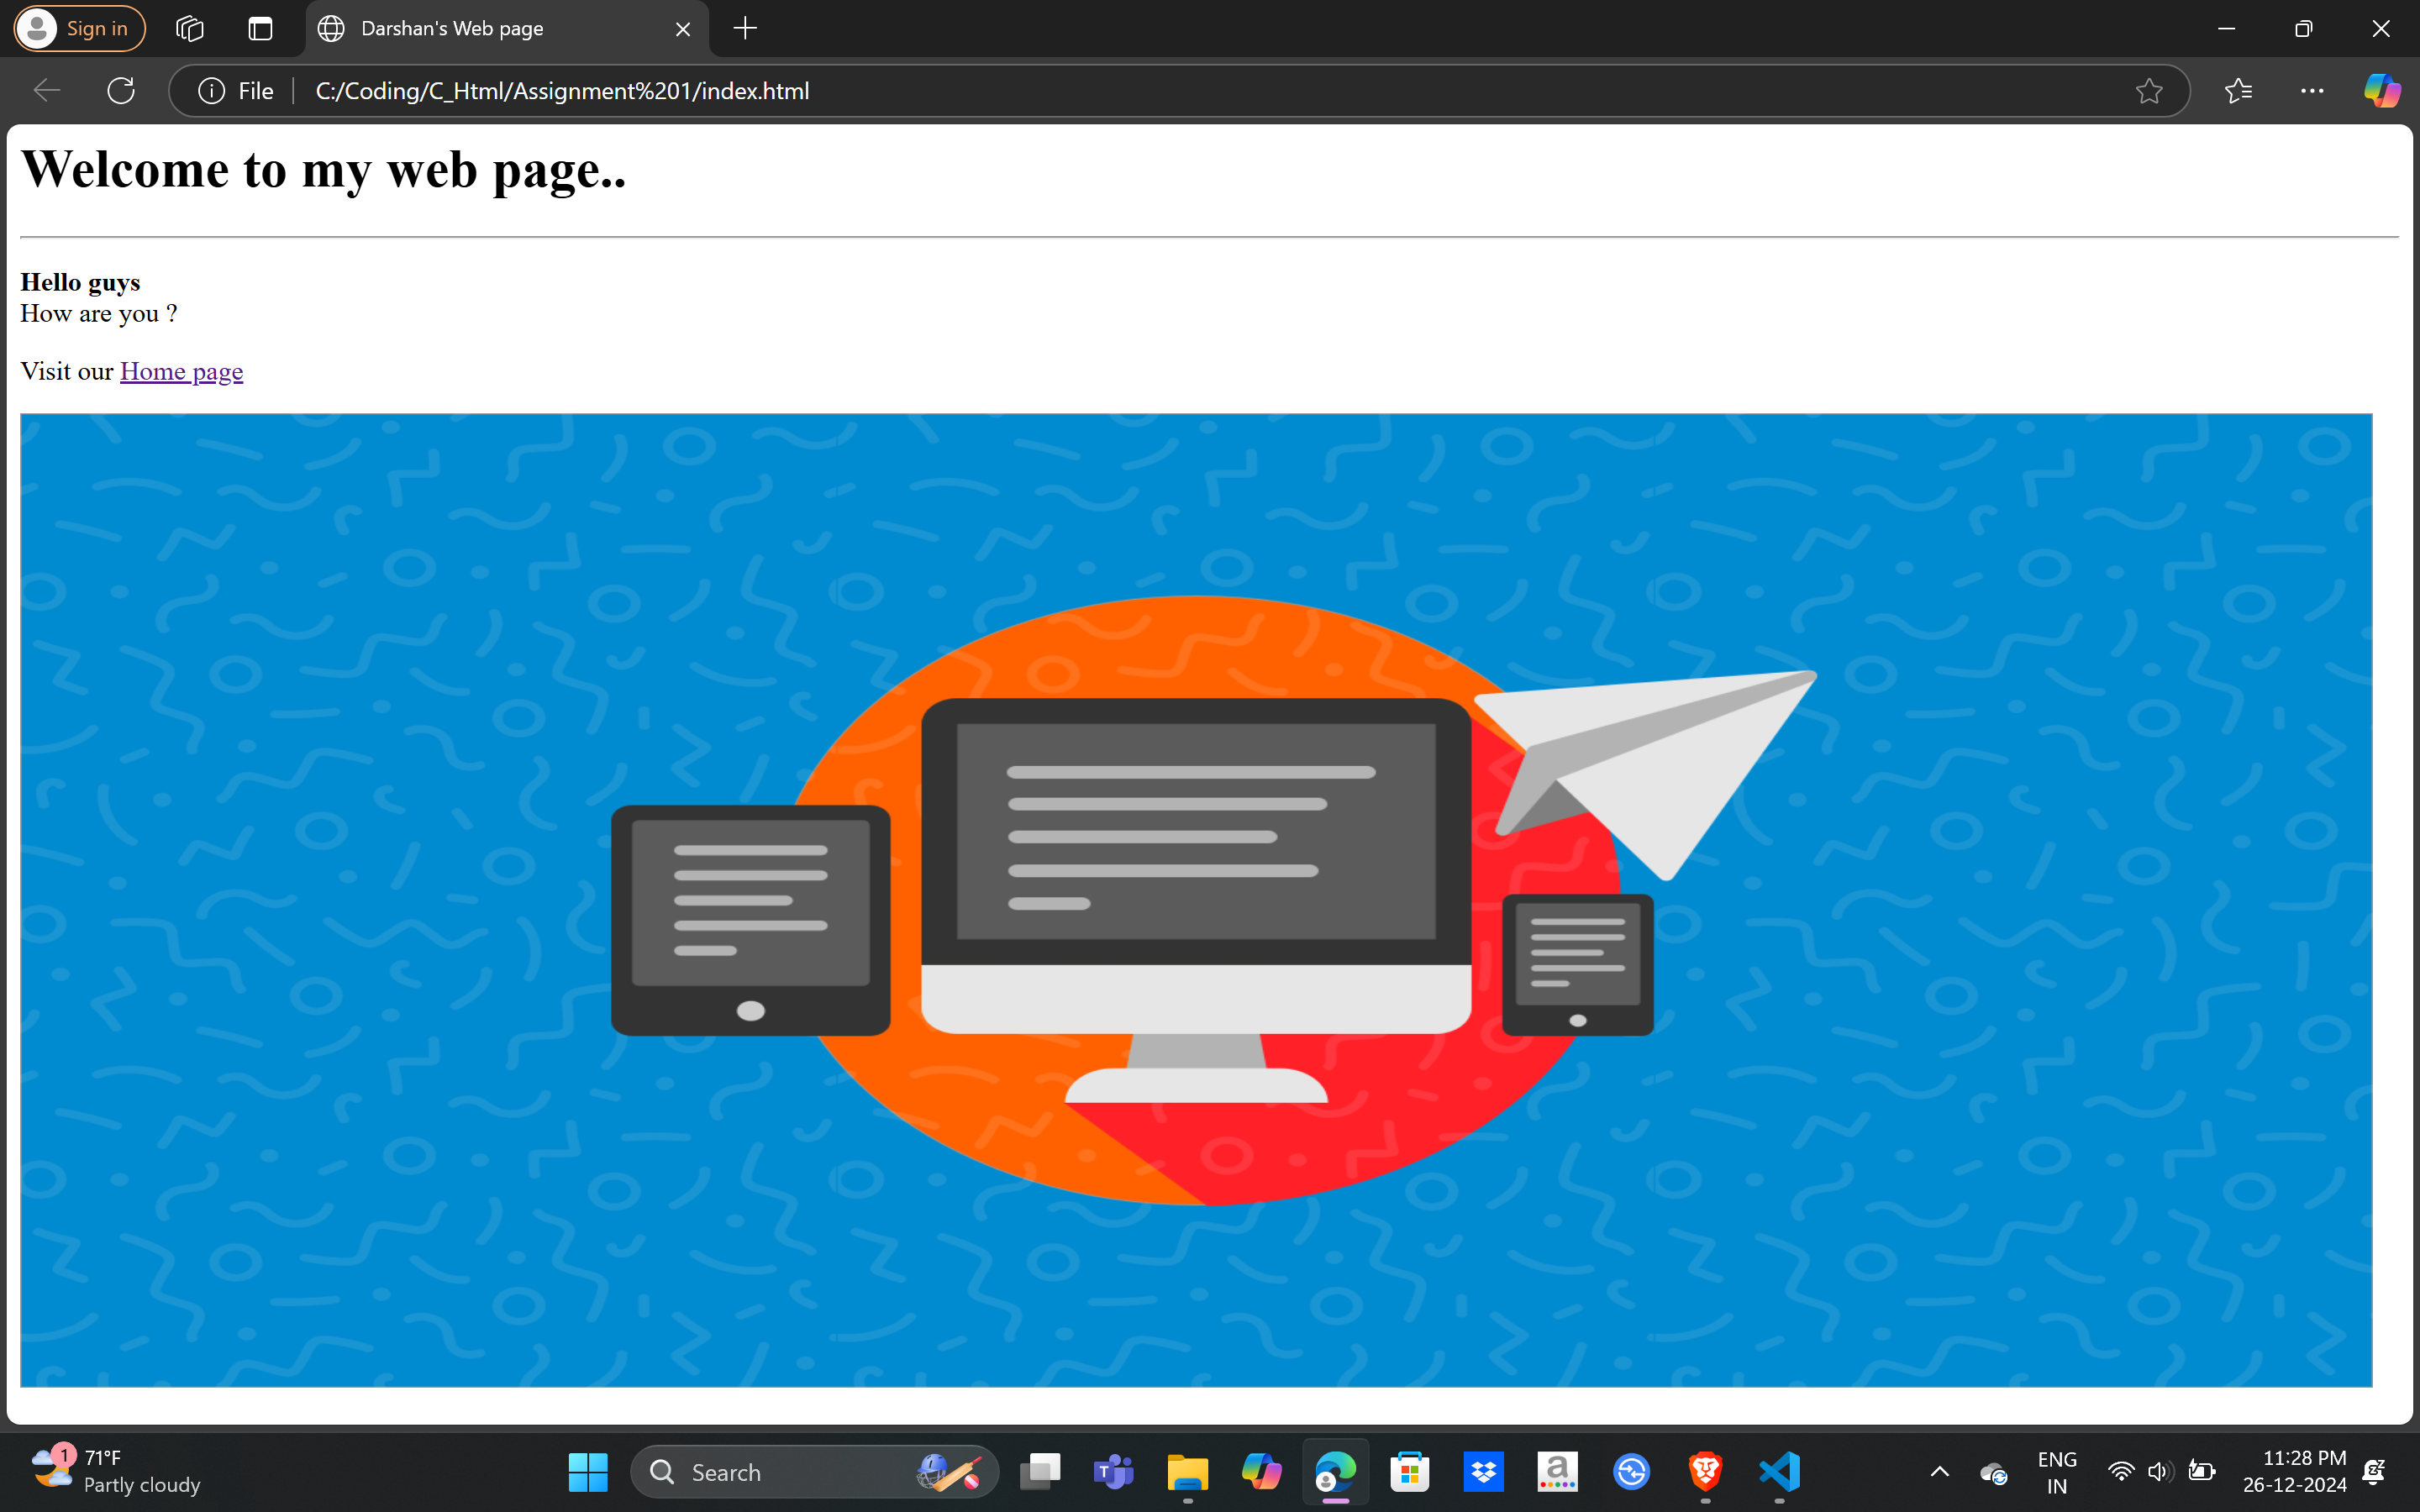 Sign in
Darshan's Web page
File
C:/Coding/C_Html/Assignment%201/index.html
Welcome to my web page..
Hello guys
How are you ?
Visit our Home page
1
71°F
Partly cloudy
Search
T
a
ENG
IN
11:28 PM
26-12-2024